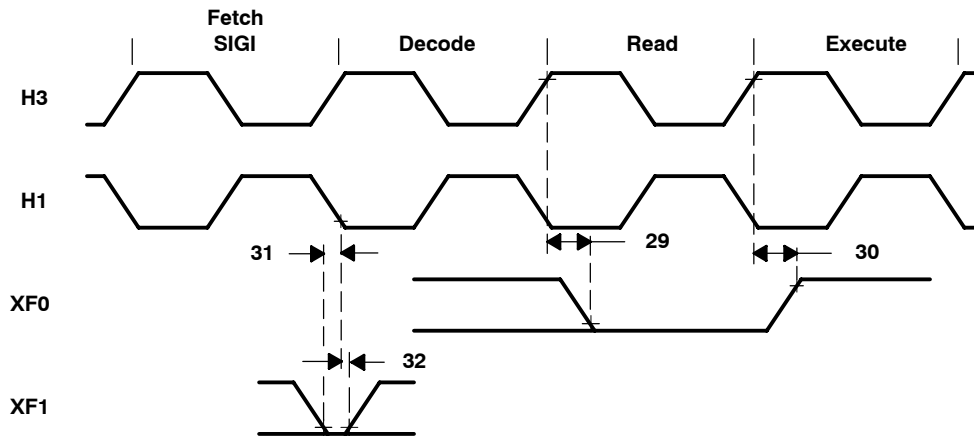 Fetch
SIGI
Decode
Read
Execute
H3
H1
31
29
30
XF0
32
XF1